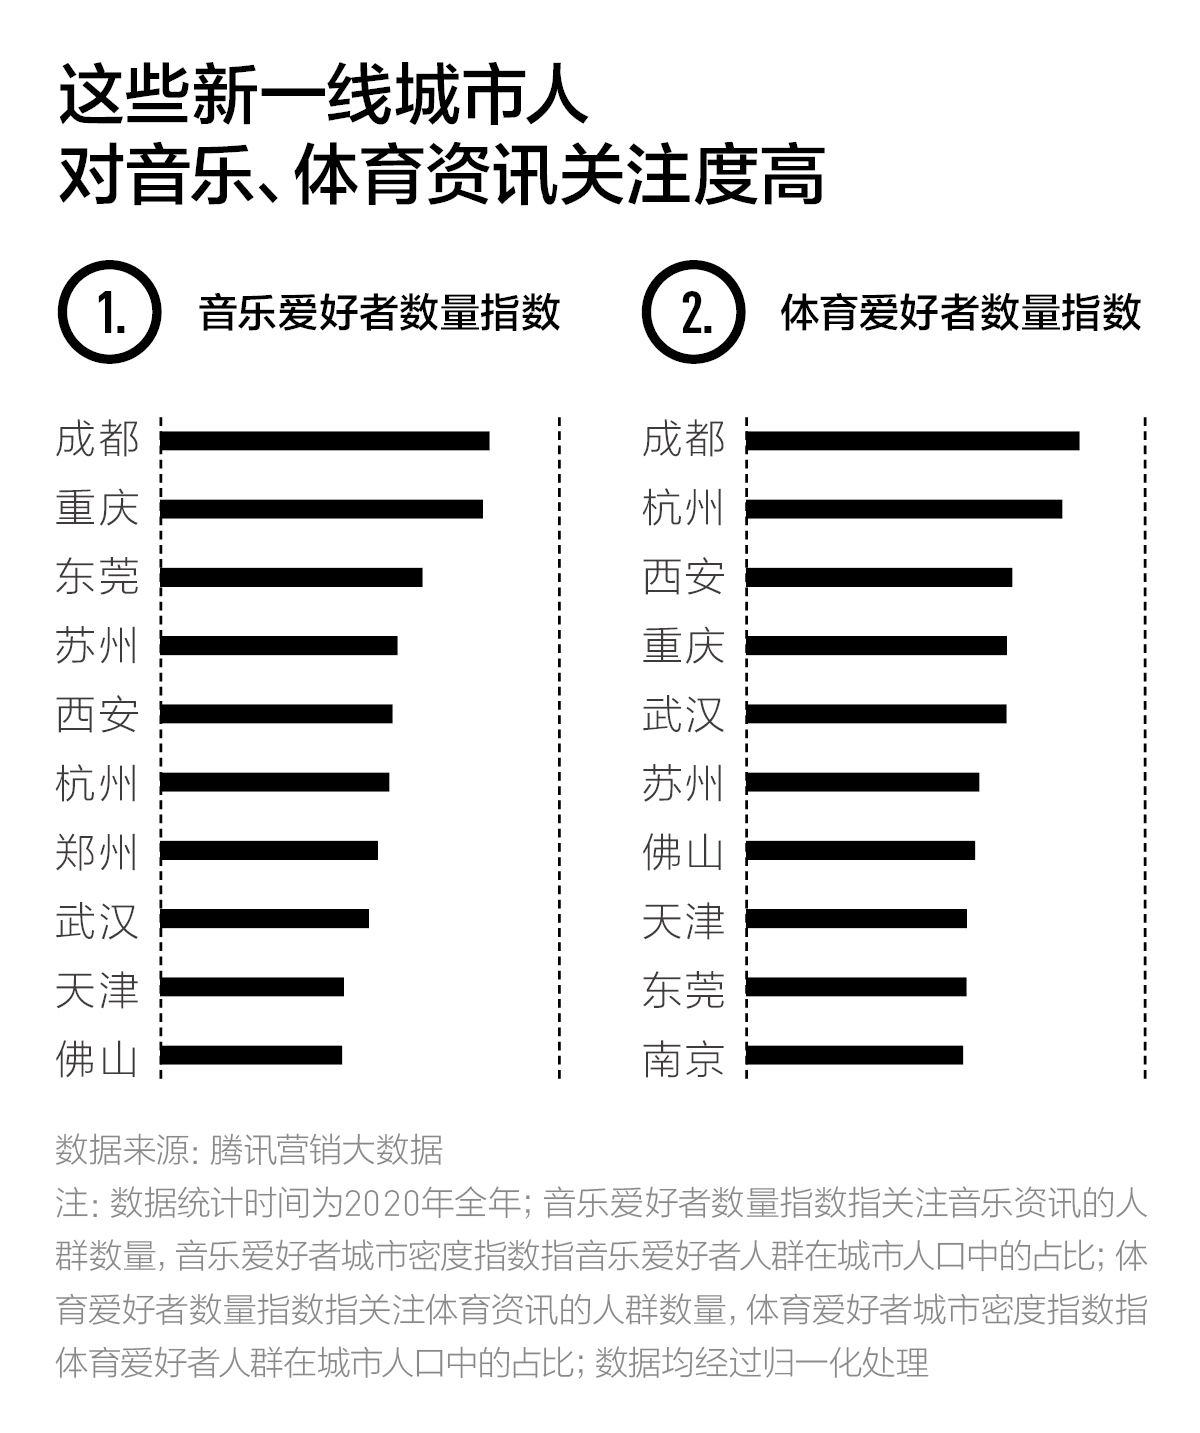 这些新一线城市人
对音乐、体育资讯关注度高
1. 音乐爱好者数量指数
成都
重庆
东莞
苏州
西安
杭州
郑州
武汉
天津
佛山
2. 体育爱好者数量指数
成都
杭州
西安
重庆
武汉
苏州
佛山
天津
东莞
南京
数据来源：腾讯营销大数据
注：数据统计时间为2020年全年；音乐爱好者数量指数指关注音乐资讯的人
群数量，音乐爱好者城市密度指数指音乐爱好者人群在城市人口中的占比；体
育爱好者数量指数指关注体育资讯的人群数量，体育爱好者城市密度指数指
体育爱好者人群在城市人口中的占比；数据均经过归一化处理